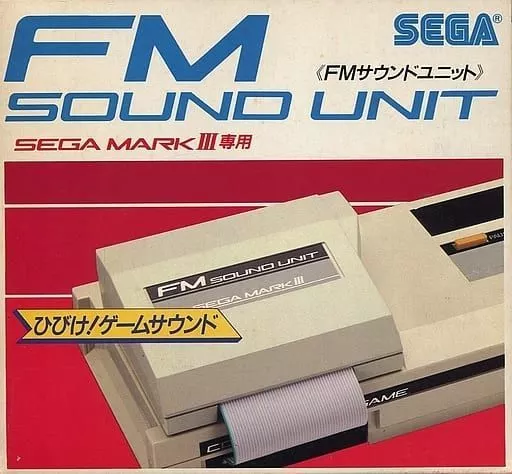 FM
SEGA®
《FMサウンドユニット》
SOUND UNIT
SEGA MARK III 専用
FM SOUND UNIT
SEGA MARK III
ひびけ!ゲームサウンド
GAME